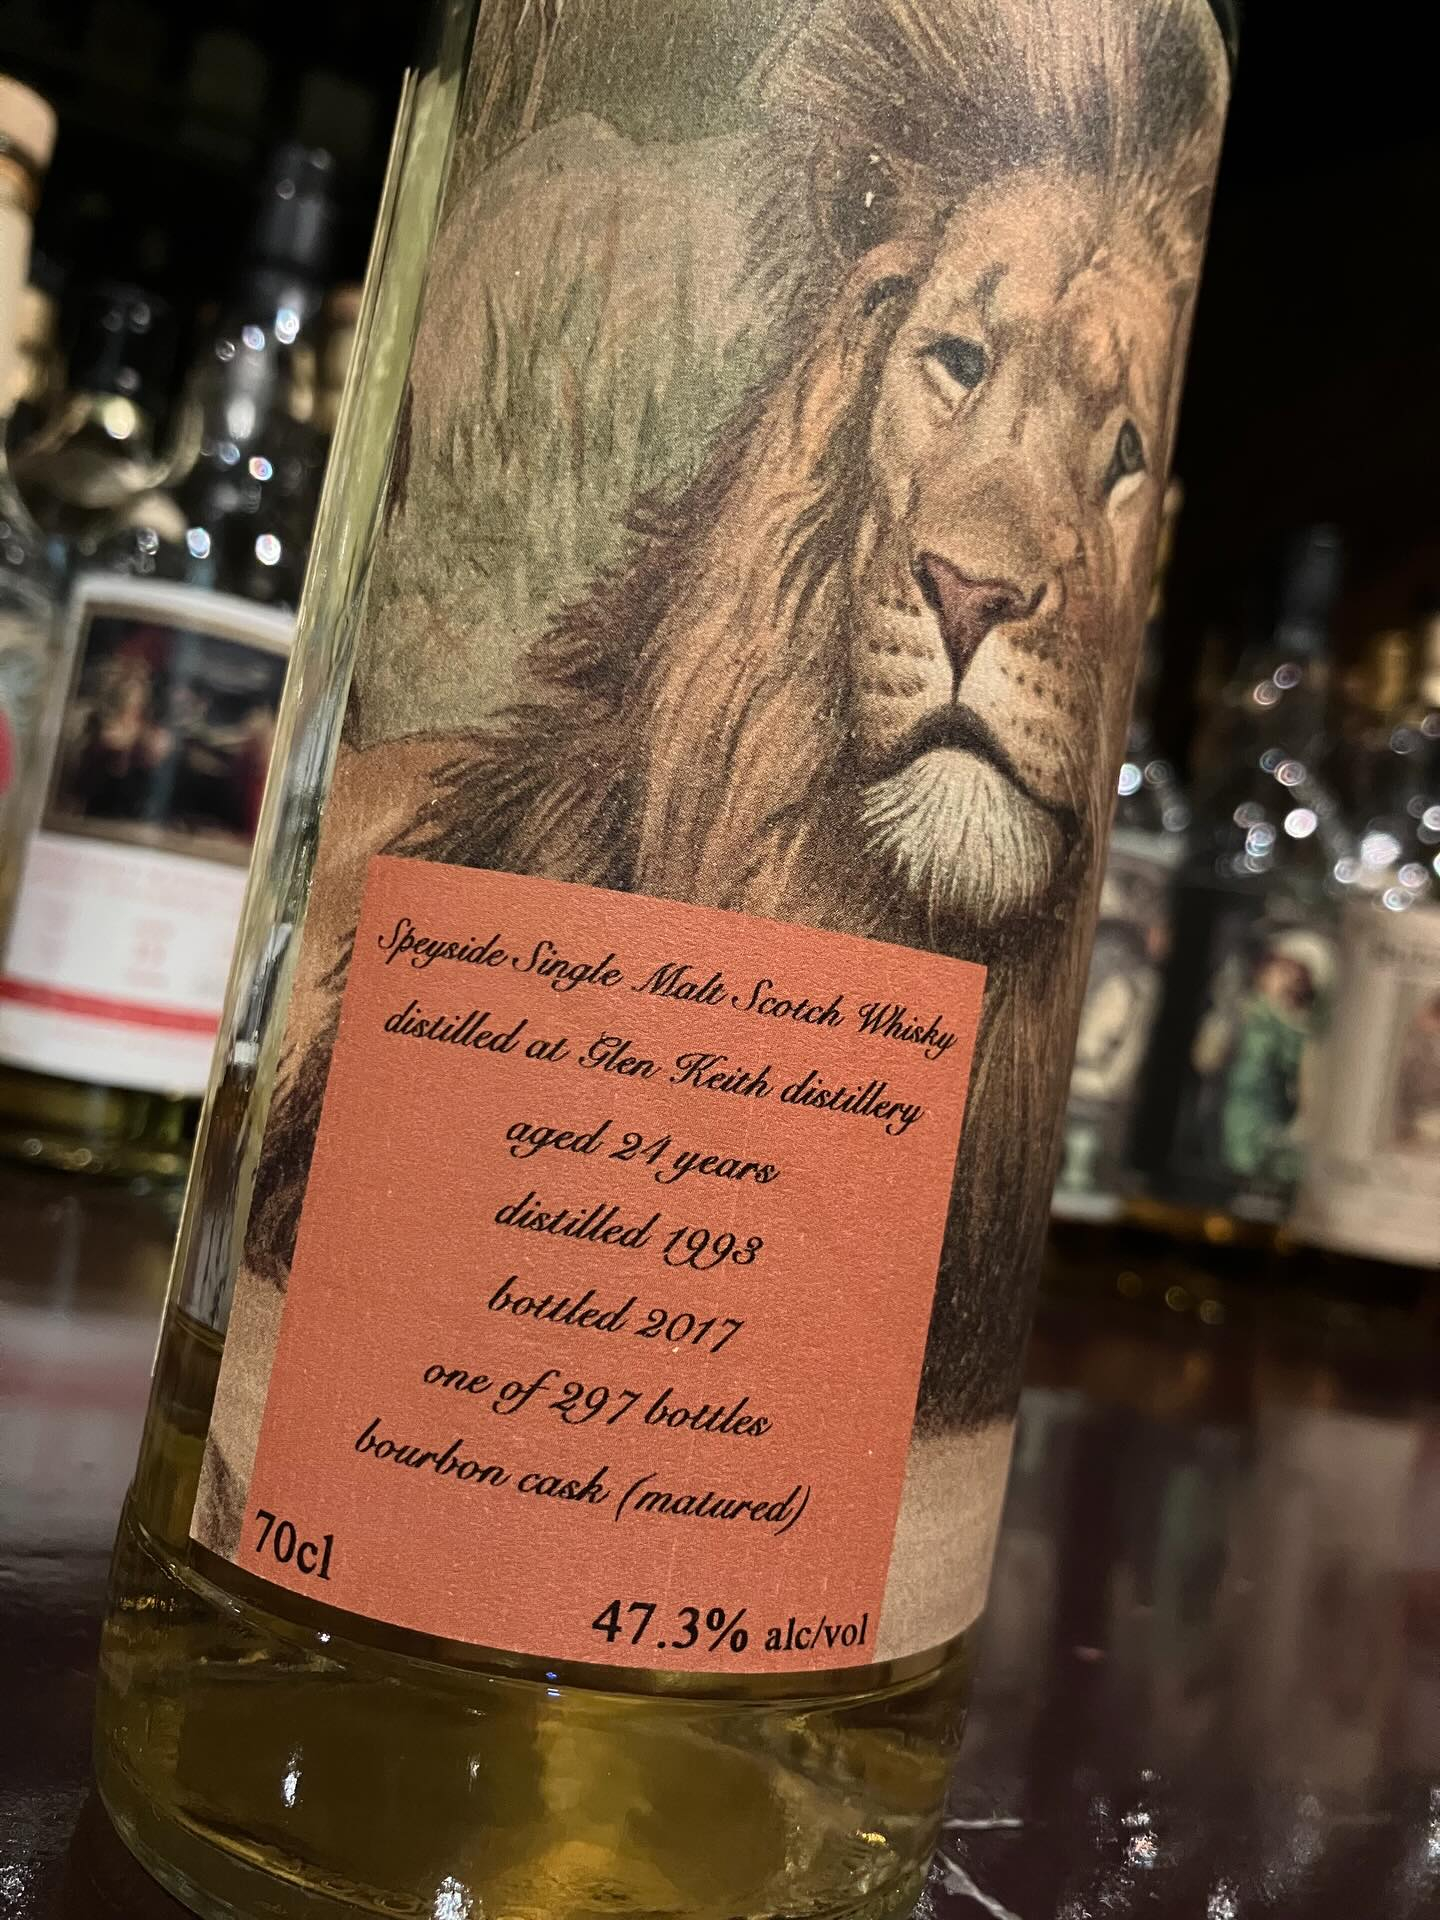 Speyside Single Malt Scotch Whisky
distilled at Glen Keith distillery
aged 24 years
distilled 1993
bottled 2017
one of 297 bottles
bourbon cask (matured)
70cl
47.3% alc/vol